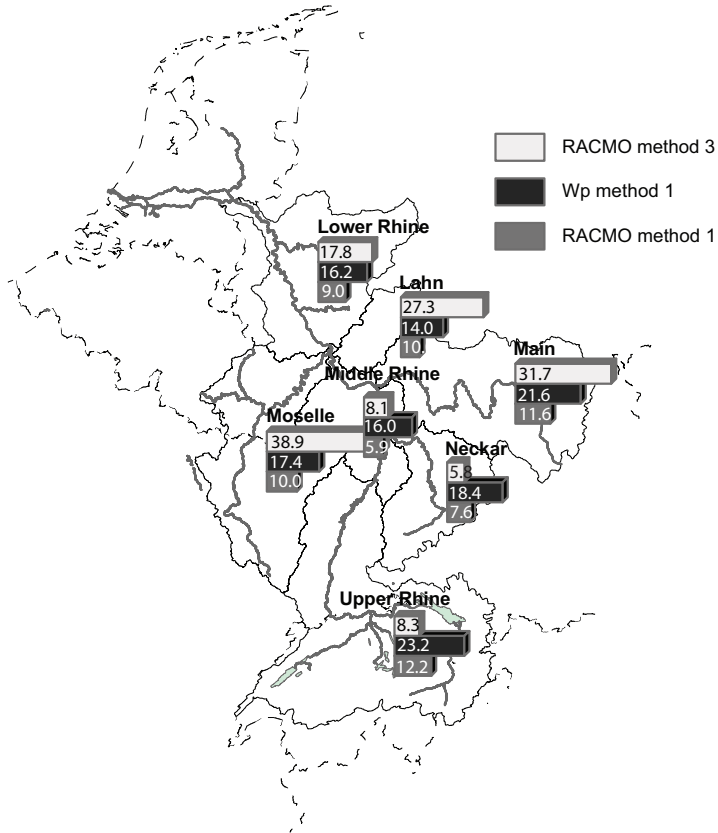 RACMO method 3
Wp method 1
RACMO method 1
Lower Rhine
17.8
16.2
9.0
Lahn
27.3
14.0
10
Main
31.7
21.6
11.6
Middle Rhine
8.1
16.0
5.9
Moselle
38.9
17.4
10.0
Neckar
5.8
18.4
7.6
Upper Rhine
8.3
23.2
12.2